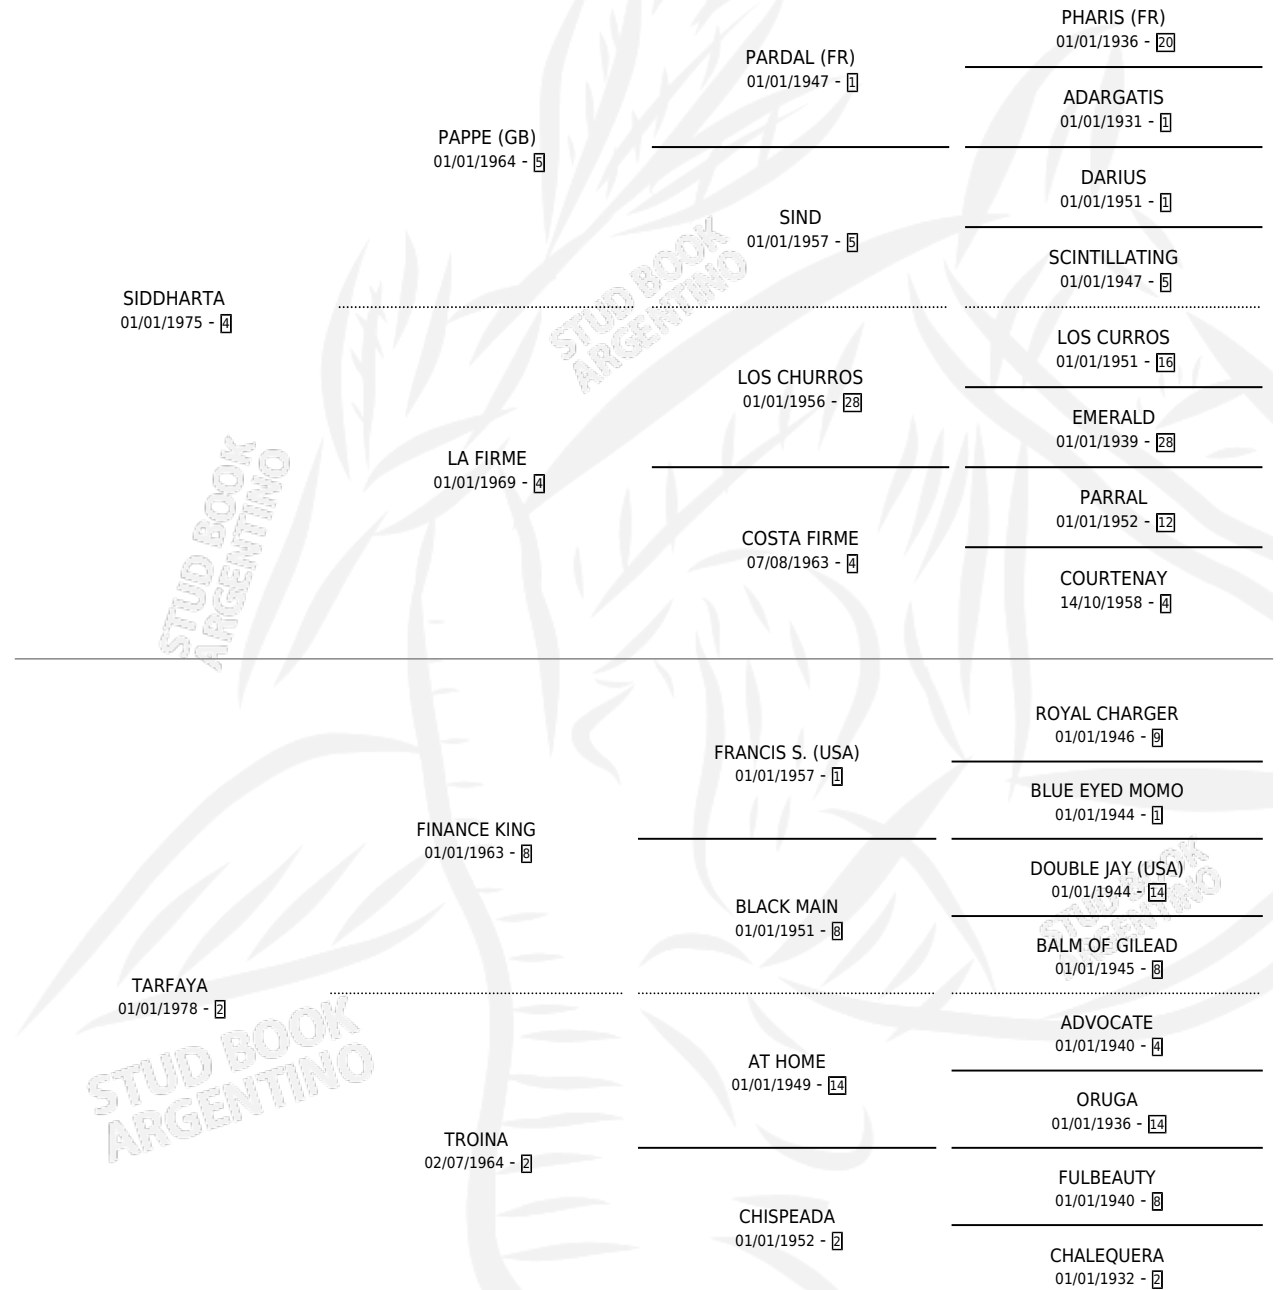 PHARIS (FR)
01/01/1936 - 20
PARDAL (FR)
01/01/1947 - 1
ADARGATIS
01/01/1931 - 1
PAPPE (GB)
01/01/1964 - 5
DARIUS
01/01/1951 - 1
SIND
01/01/1957 - 5
SCINTILLATING
01/01/1947 - 5
SIDDHARTA
01/01/1975 - 4
STUD BOOK
ARGENTINO
LOS CURROS
01/01/1951 - 16
LOS CHURROS
01/01/1956 - 28
EMERALD
01/01/1939 - 28
LA FIRME
01/01/1969 - 4
PARRAL
01/01/1952 - 12
COSTA FIRME
07/08/1963 - 4
COURTENAY
14/10/1958 - 4
STUD BOOK
ARGENTINO
ROYAL CHARGER
01/01/1946 - 9
FRANCIS S. (USA)
01/01/1957 - 1
BLUE EYED MOMO
01/01/1944 - 1
FINANCE KING
01/01/1963 - 8
DOUBLE JAY (USA)
01/01/1944 - 14
STUD BOOK
ARGENTINO
BLACK MAIN
01/01/1951 - 8
BALM OF GILEAD
01/01/1945 - 8
TARFAYA
01/01/1978 - 2
STUD BOOK
ARGENTINO
ADVOCATE
01/01/1940 - 4
AT HOME
01/01/1949 - 14
ORUGA
01/01/1936 - 14
TROINA
02/07/1964 - 2
FULBEAUTY
01/01/1940 - 8
CHISPEADA
01/01/1952 - 2
CHALEQUERA
01/01/1932 - 2